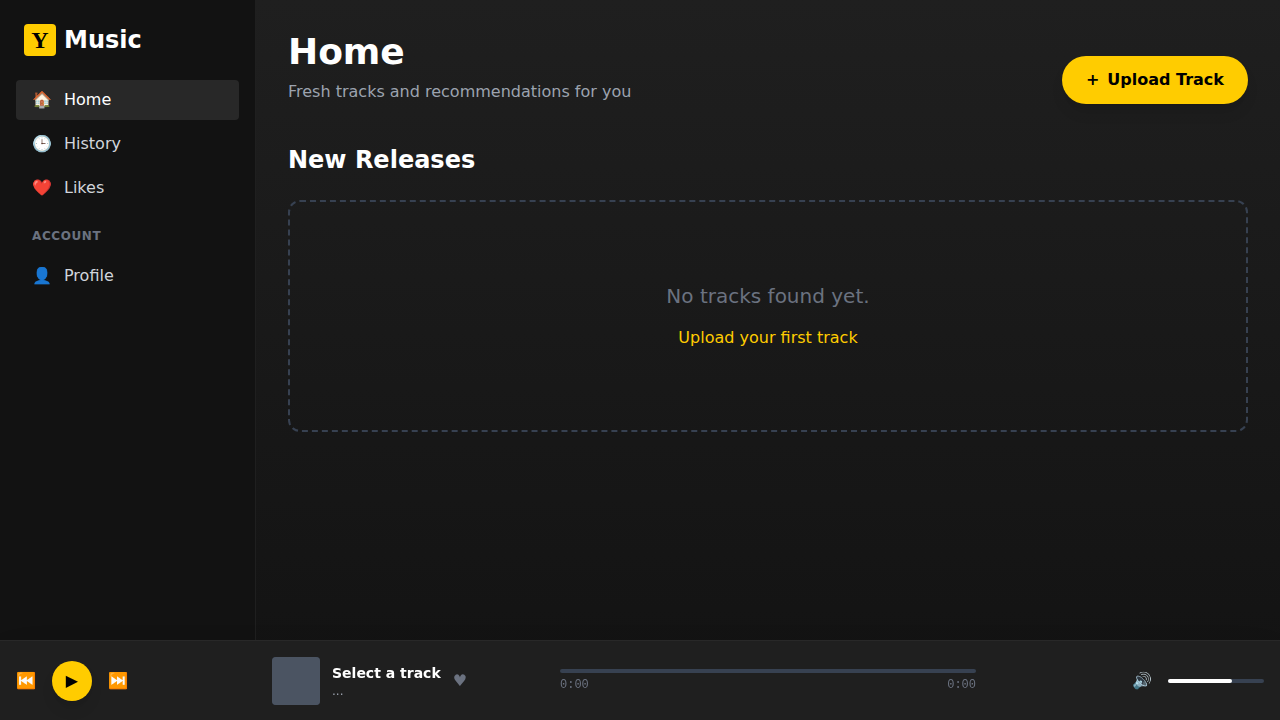 Y Music
Home
History
Likes
ACCOUNT
Profile
Home
Fresh tracks and recommendations for you
+ Upload Track
New Releases
No tracks found yet.
Upload your first track
Select a track
...
0:00
0:00